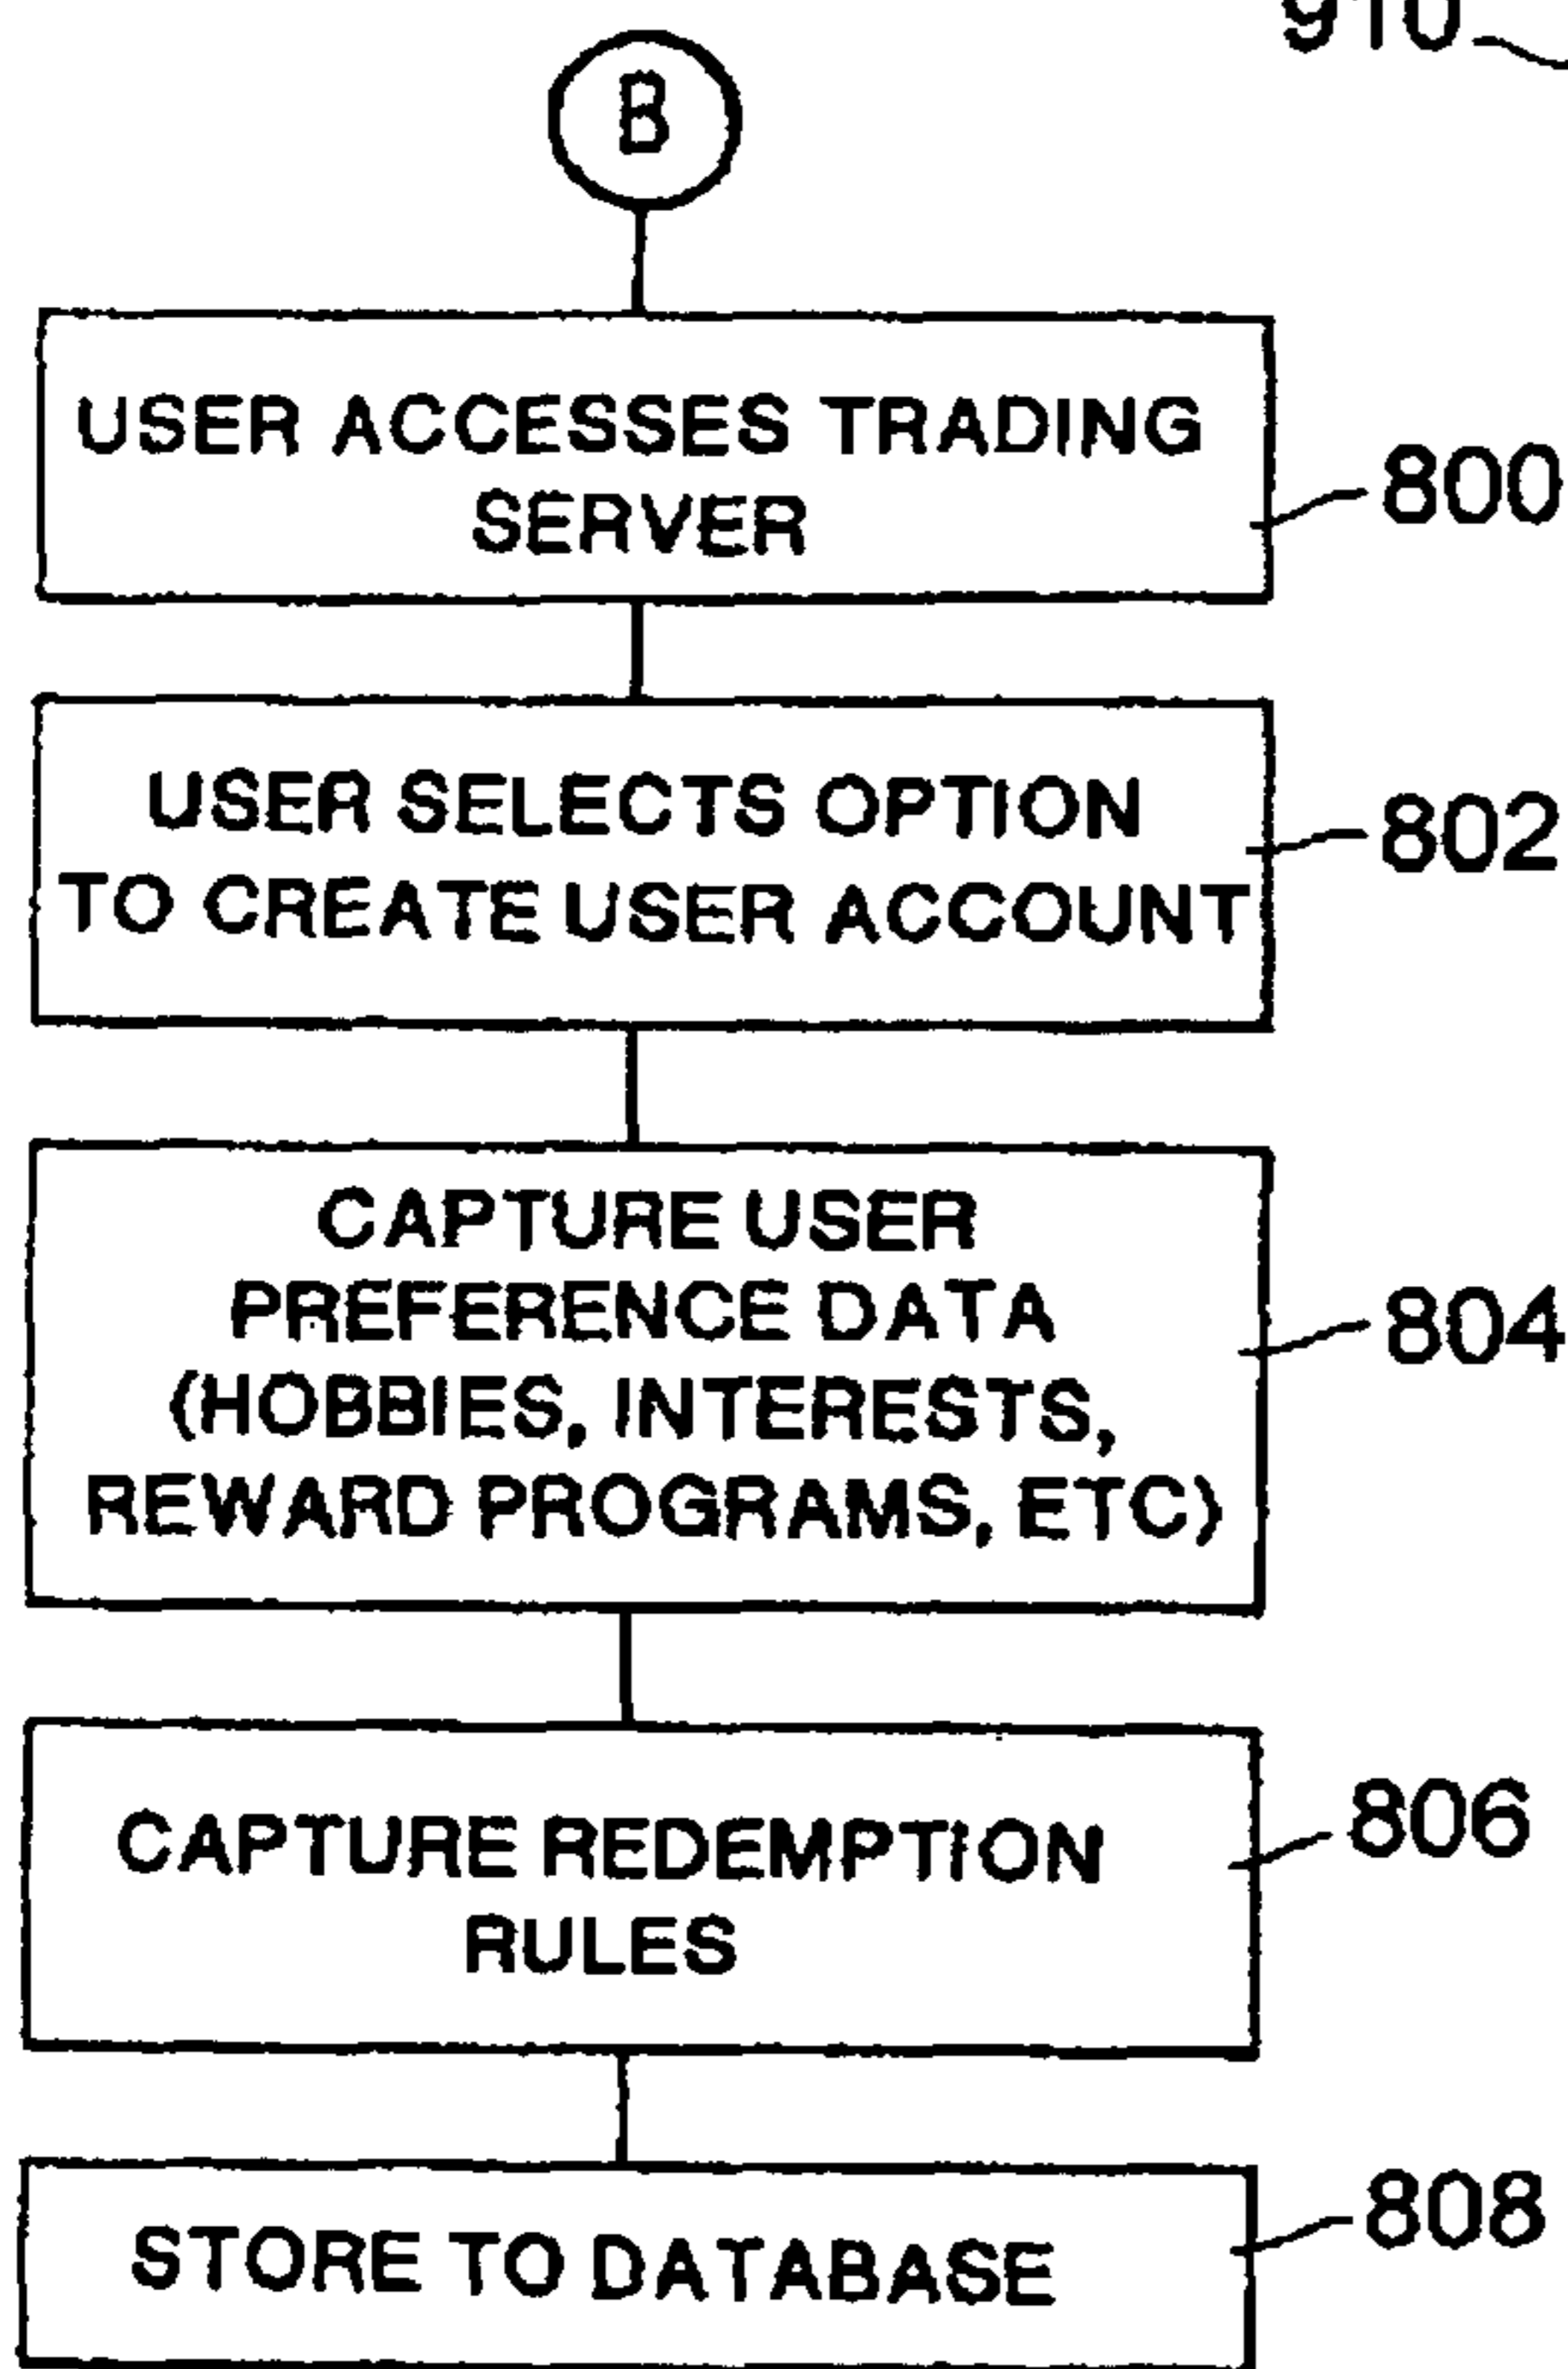 910
B
USER ACCESSES TRADING
SERVER
800
USER SELECTS OPTION
TO CREATE USER ACCOUNT
802
CAPTURE USER
PREFERENCE DATA
(HOBBIES, INTERESTS,
REWARD PROGRAMS, ETC)
804
CAPTURE REDEMPTION
RULES
806
STORE TO DATABASE
808